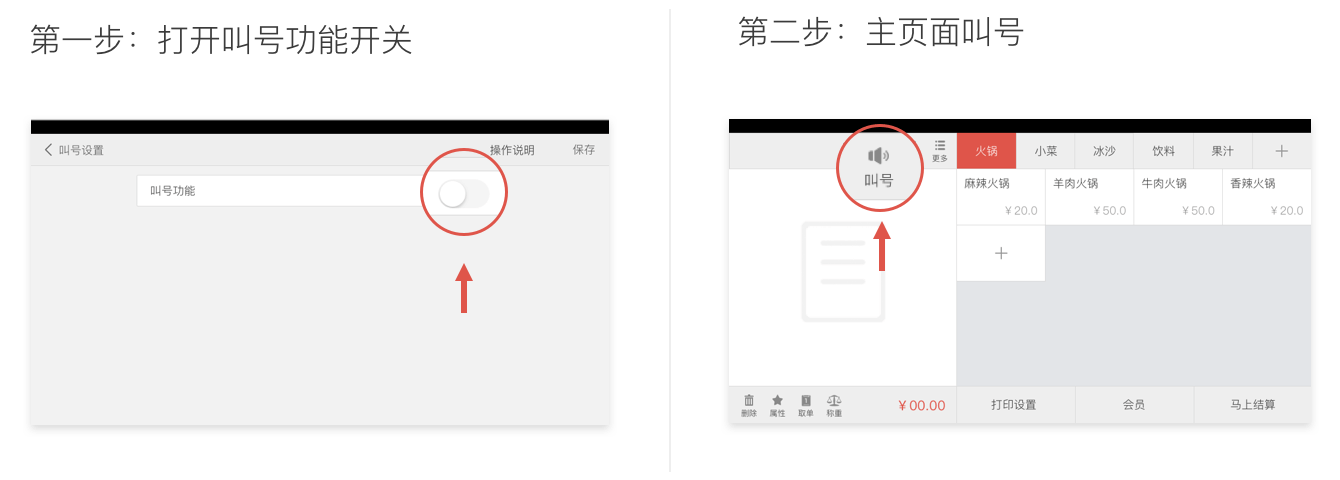 第一步：打开叫号功能开关
叫号设置
操作说明
保存
叫号功能
第二步：主页面叫号
叫号
更多
火锅
小菜
冰沙
饮料
果汁
麻辣火锅
羊肉火锅
牛肉火锅
香辣火锅
￥20.0
￥50.0
￥50.0
￥20.0
删除
属性
取单
称重
￥00.00
打印设置
会员
马上结算